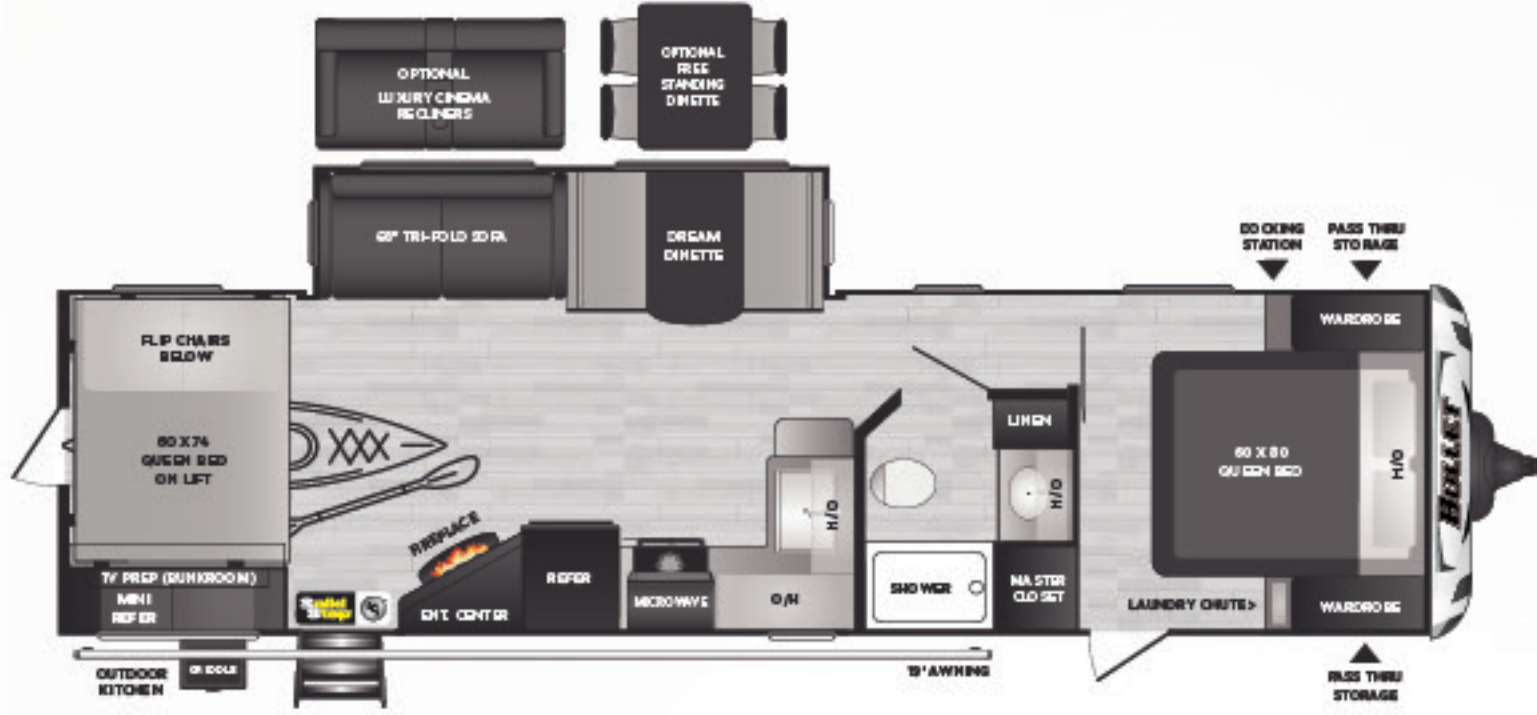 OPTIONAL
LUXURY CINEMA
RECLINERS
OPTIONAL
FREE
STANDING
DINETTE
68" TRI-FOLD SOFA
DREAM
DINETTE
DOCKING
STATION
PASS THRU
STORAGE
FLIP CHAIRS
BELOW
60 X 74
QUEEN BED
ON LIFT
WARDROBE
LINEN
60 X 80
QUEEN BED
H/O
BULLET
H/O
H/O
FIREPLACE
TV PREP (BUNKROOM)
MINI
REFER
Solid
Step
ENT. CENTER
REFER
MICROWAVE
O/H
SHOWER
MASTER
CLOSET
LAUNDRY CHUTE >
WARDROBE
OUTDOOR
KITCHEN
GRIDDLE
19' AWNING
PASS THRU
STORAGE